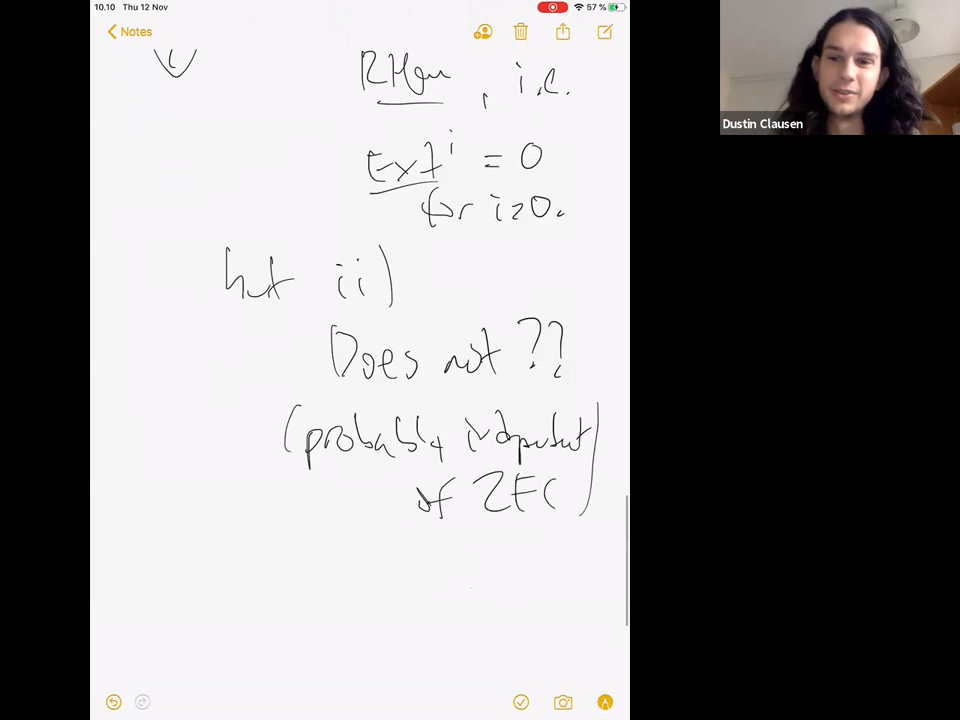 10.10 Thu 12 Nov
57 %
Notes
RHom, i.e.
Ext^i = 0
for i>0.
but ii)
Does not ??
(probably independent
of ZFC)
Dustin Clausen